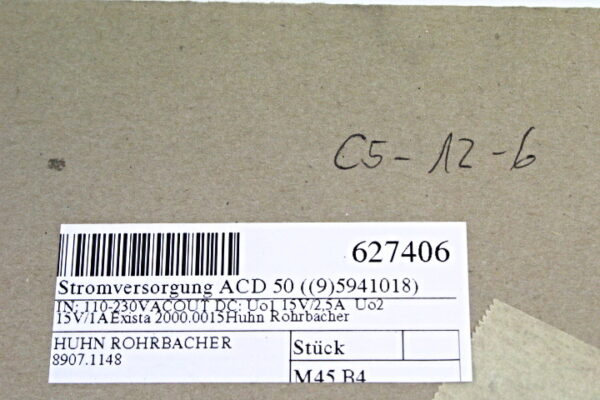 C5-12-6
627406
Stromversorgung ACD 50 ((9)5941018)
IN: 110-230VACOUT DC: Uo1 15V/2,5A Uo2
15V/1AExista 2000.0015Huhn Rohrbacher
HUHN ROHRBACHER
8907.1148
Stück
M45 B4